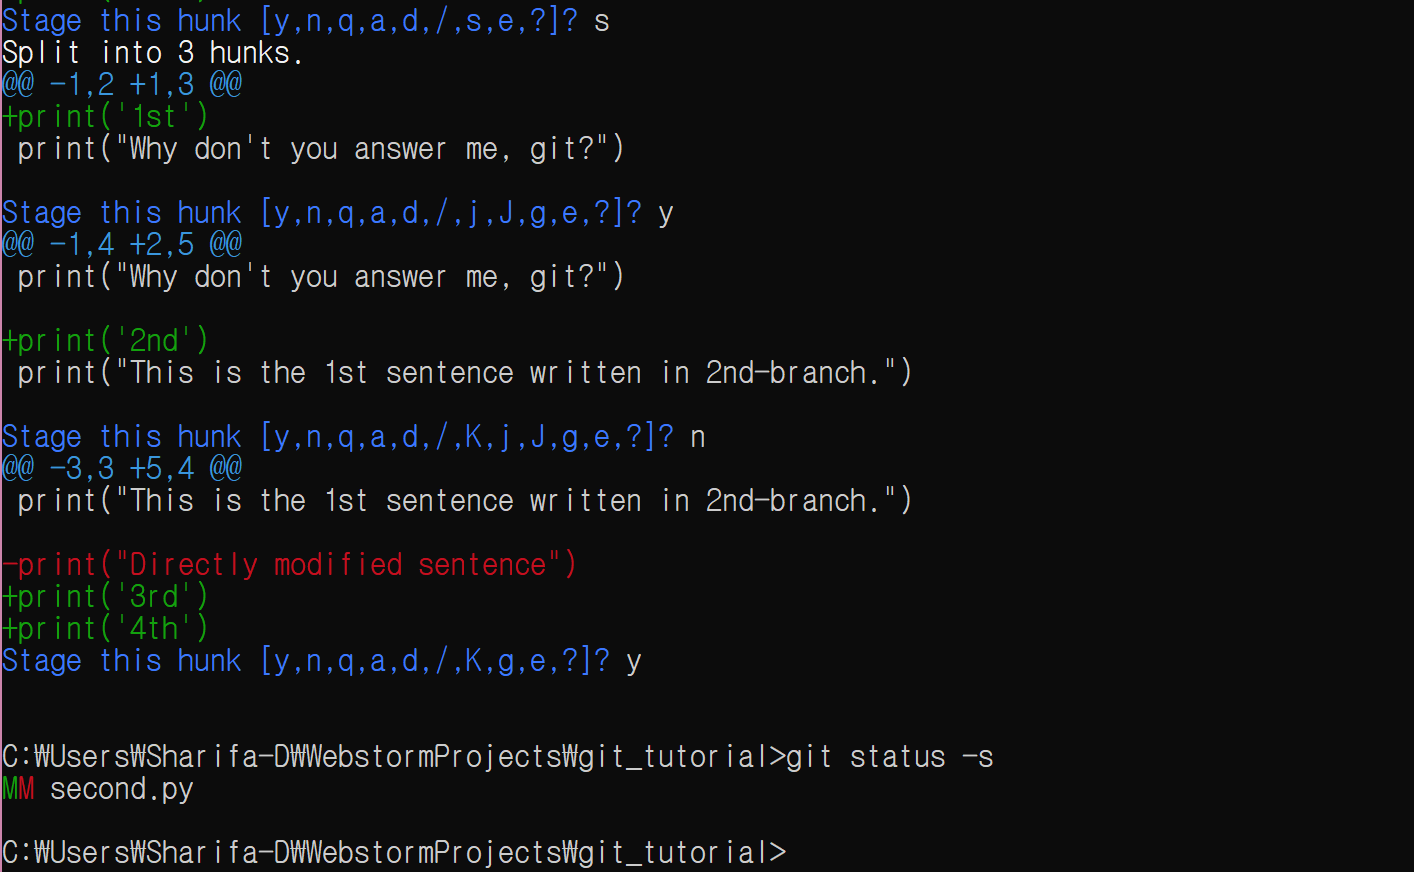 Stage this hunk [y,n,q,a,d,/,s,e,?]? s
Split into 3 hunks.
@@ -1,2 +1,3 @@
+print('1st')
 print("Why don't you answer me, git?")
Stage this hunk [y,n,q,a,d,/,j,J,g,e,?]? y
@@ -1,4 +2,5 @@
 print("Why don't you answer me, git?")
+print('2nd')
 print("This is the 1st sentence written in 2nd-branch.")
Stage this hunk [y,n,q,a,d,/,K,j,J,g,e,?]? n
@@ -3,3 +5,4 @@
 print("This is the 1st sentence written in 2nd-branch.")
-print("Directly modified sentence")
+print('3rd')
+print('4th')
Stage this hunk [y,n,q,a,d,/,K,g,e,?]? y
C:₩Users₩Sharifa-D₩WebstormProjects₩git_tutorial>git status -s
MM second.py
C:₩Users₩Sharifa-D₩WebstormProjects₩git_tutorial>